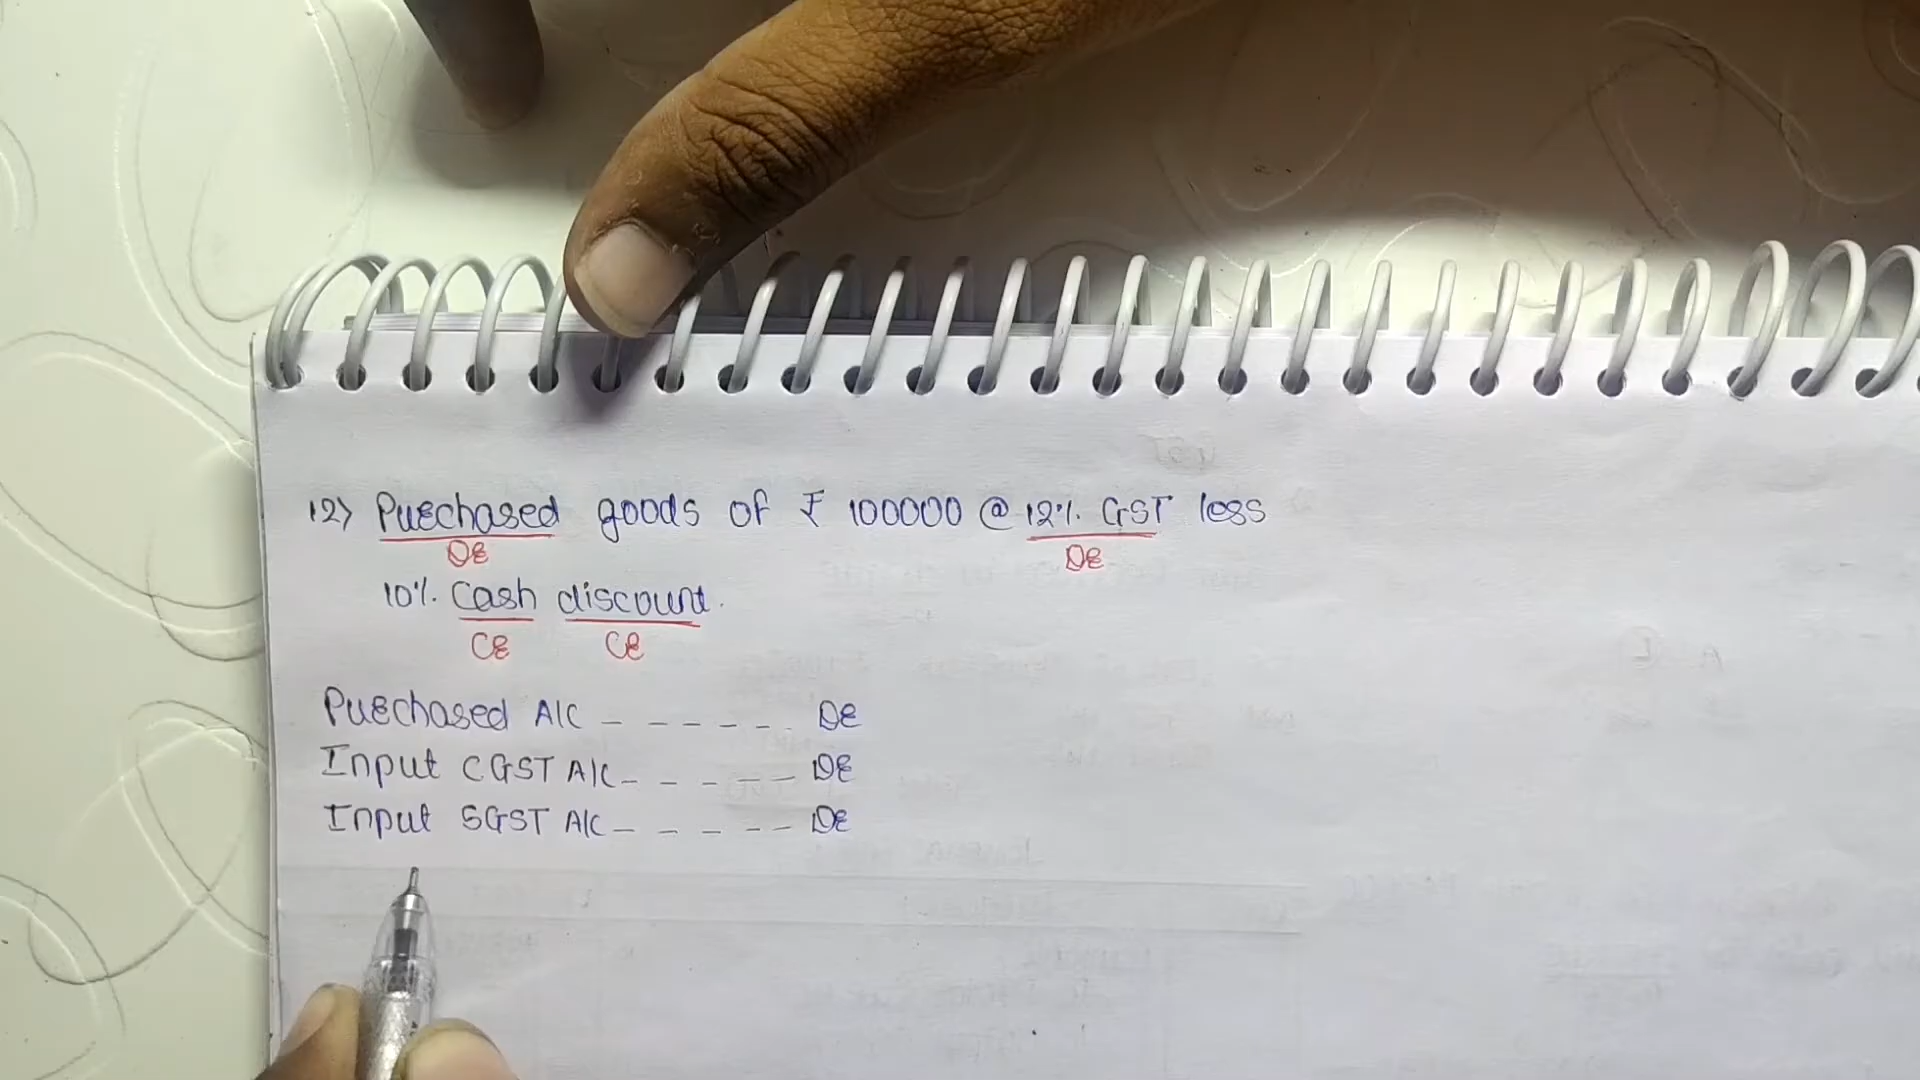 12) Purchased goods of ₹ 100000 @ 12% GST less
Dr Dr
10% Cash discount.
Cr Cr
Purchased A/C ------ Dr
Input CGST A/C ----- Dr
Input SGST A/C ----- Dr